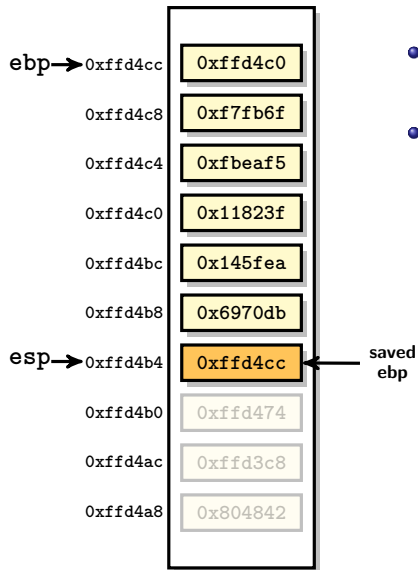 ebp 0xffd4cc 0xffd4c0
0xffd4c8 0xf7fb6f
0xffd4c4 0xfbeaf5
0xffd4c0 0x11823f
0xffd4bc 0x145fea
0xffd4b8 0x6970db
esp 0xffd4b4 0xffd4cc saved
ebp
0xffd4b0 0xffd474
0xffd4ac 0xffd3c8
0xffd4a8 0x804842